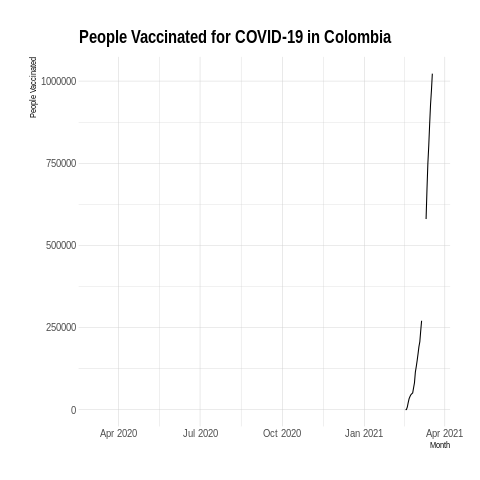 People Vaccinated for COVID-19 in Colombia
People Vaccinated
1000000
750000
500000
250000
0
Apr 2020 Jul 2020 Oct 2020 Jan 2021 Apr 2021
Month